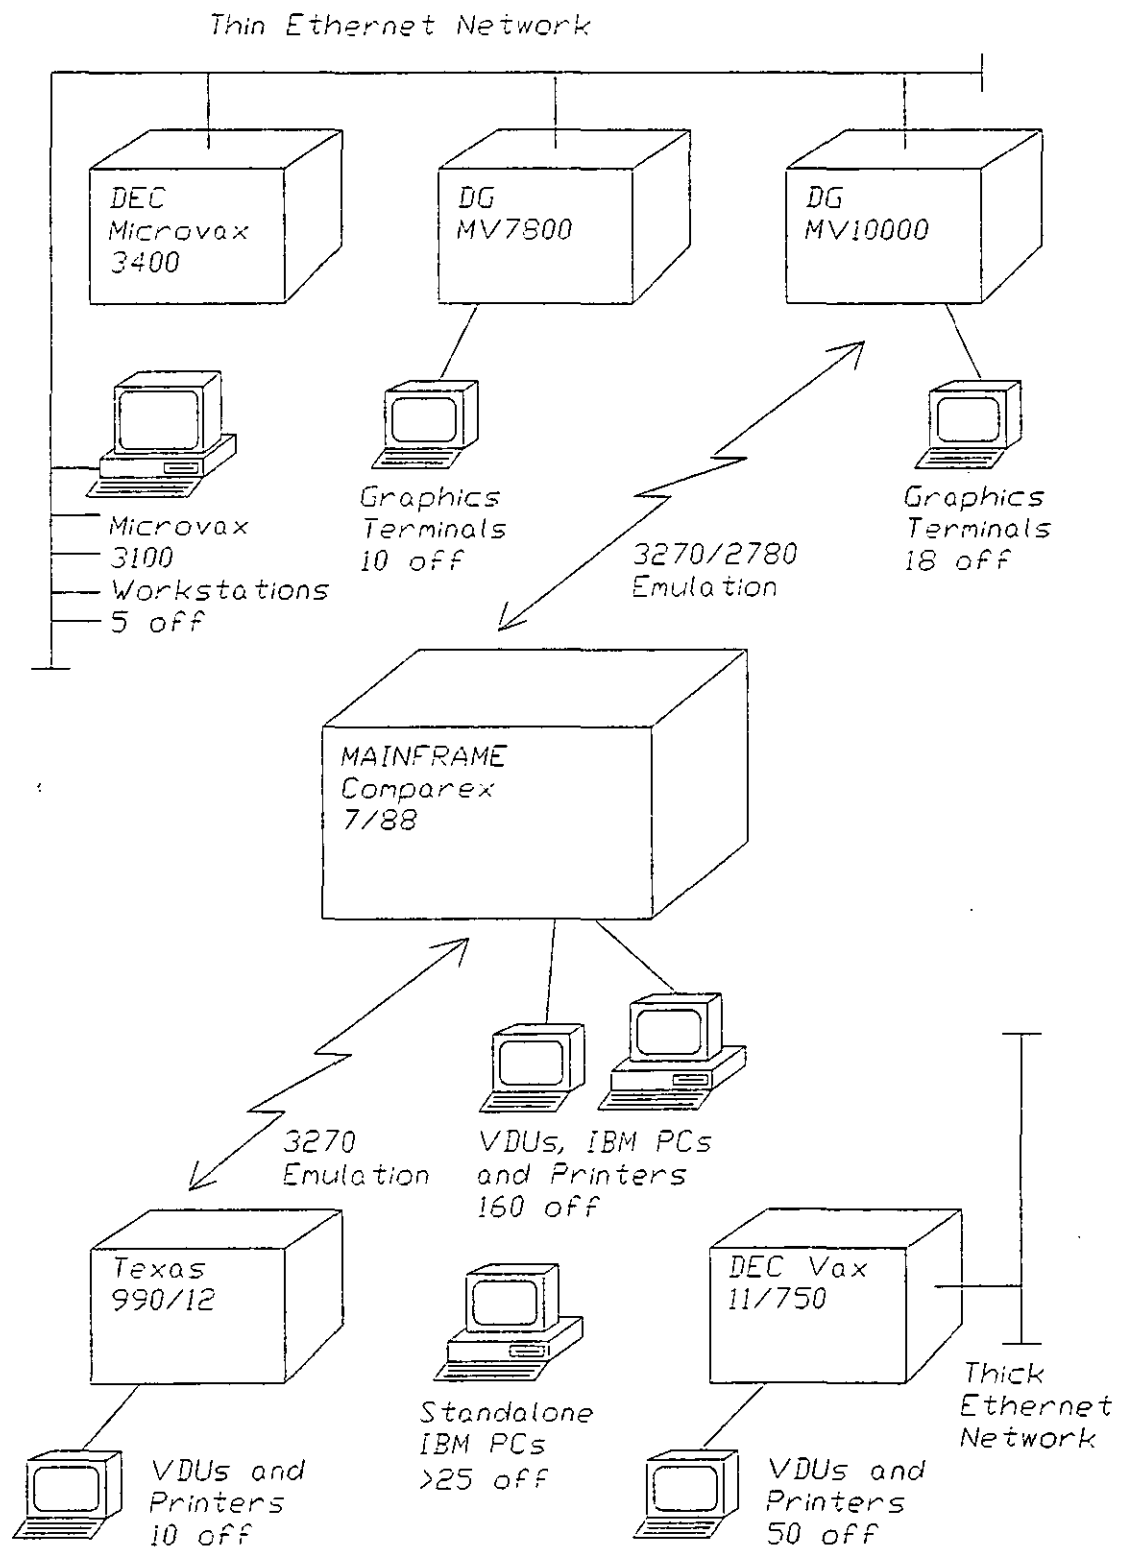 Thin Ethernet Network
DEC
Microvax
3400
DG
MV7800
DG
MV10000
Microvax
3100
Workstations
5 off
Graphics
Terminals
10 off
3270/2780
Emulation
Graphics
Terminals
18 off
MAINFRAME
Comparex
7/88
3270
Emulation
VDUs, IBM PCs
and Printers
160 off
Texas
990/12
DEC Vax
11/750
Thick
Ethernet
Network
Standalone
IBM PCs
>25 off
VDUs and
Printers
10 off
VDUs and
Printers
50 off